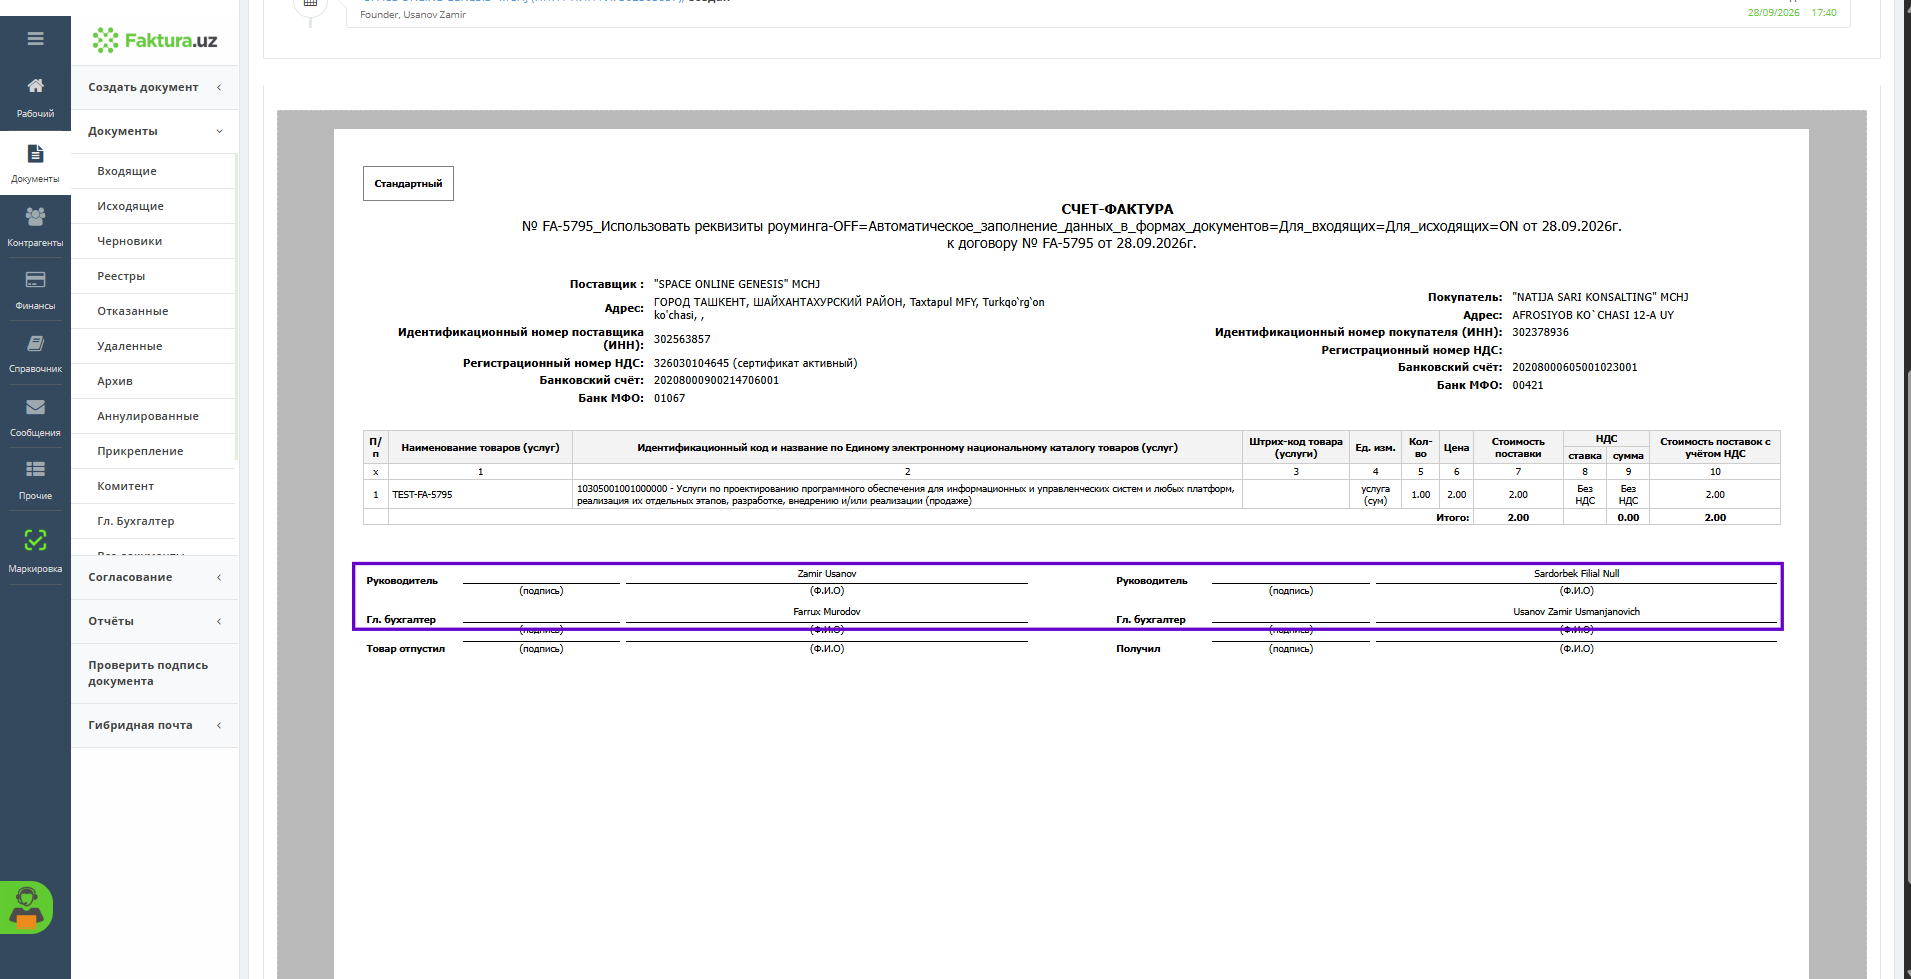 Founder, Usanov Zamir
28/09/2026 17:40
Faktura.uz
Рабочий
Документы
Контрагенты
Финансы
Справочник
Сообщения
Прочие
Маркировка
Создать документ
Документы
Входящие
Исходящие
Черновики
Реестры
Отказанные
Удаленные
Архив
Аннулированные
Прикрепление
Комитент
Гл. Бухгалтер
Согласование
Отчёты
Проверить подпись
документа
Гибридная почта
Стандартный
СЧЕТ-ФАКТУРА
№ FA-5795_Использовать реквизиты роуминга-OFF=Автоматическое_заполнение_данных_в_формах_документов=Для_входящих=Для_исходящих=ON от 28.09.2026г.
к договору № FA-5795 от 28.09.2026г.
Поставщик : "SPACE ONLINE GENESIS" MCHJ
Адрес: ГОРОД ТАШКЕНТ, ШАЙХАНТАХУРСКИЙ РАЙОН, Taxtapul MFY, Turkqo`rg'on
ko'chasi, ,
Идентификационный номер поставщика
(ИНН): 302563857
Регистрационный номер НДС: 326030104645 (сертификат активный)
Банковский счёт: 20208000900214706001
Банк МФО: 01067
Покупатель: "NATIJA SARI KONSALTING" MCHJ
Адрес: AFROSIYOB KO`CHASI 12-A UY
Идентификационный номер покупателя (ИНН): 302378936
Регистрационный номер НДС:
Банковский счёт: 20208000605001023001
Банк МФО: 00421
П/п Наименование товаров (услуг) Идентификационный код и название по Единому электронному национальному каталогу товаров (услуг) Штрих-код товара (услуги) Ед. изм. Кол-во Цена Стоимость поставки НДС ставка сумма Стоимость поставок с учётом НДС
x 1 2 3 4 5 6 7 8 9 10
1 TEST-FA-5795 10305001001000000 - Услуги по проектированию программного обеспечения для информационных и управленческих систем и любых платформ, реализация их отдельных этапов, разработке, внедрению и/или реализации (продаже) услуга (сум) 1.00 2.00 2.00 Без НДС Без НДС 2.00
Итого: 2.00 0.00 2.00
Руководитель Zamir Usanov
(подпись) (Ф.И.О)
Гл. бухгалтер Farrux Murodov
(подпись) (Ф.И.О)
Товар отпустил (подпись) (Ф.И.О)
Руководитель Sardorbek Filial Null
(подпись) (Ф.И.О)
Гл. бухгалтер Usanov Zamir Usmanjanovich
(подпись) (Ф.И.О)
Получил (подпись) (Ф.И.О)